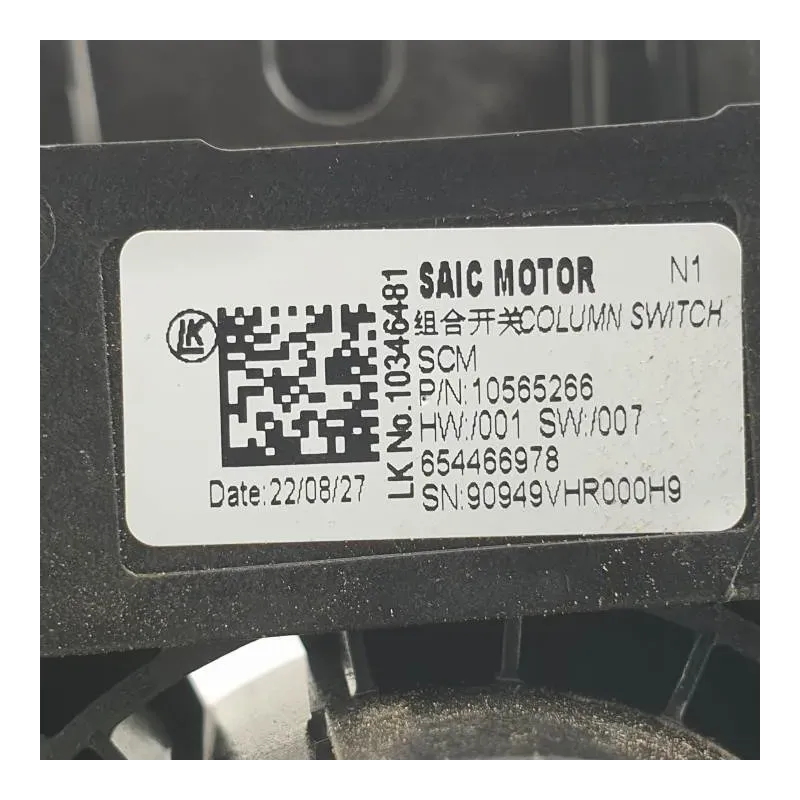 SAIC MOTOR N1
组合开关COLUMN SWITCH
SCM
P/N:10565266
HW:/001 SW:/007
654466978
SN:90949VHR000H9
LK No.10346481
LK
Date:22/08/27